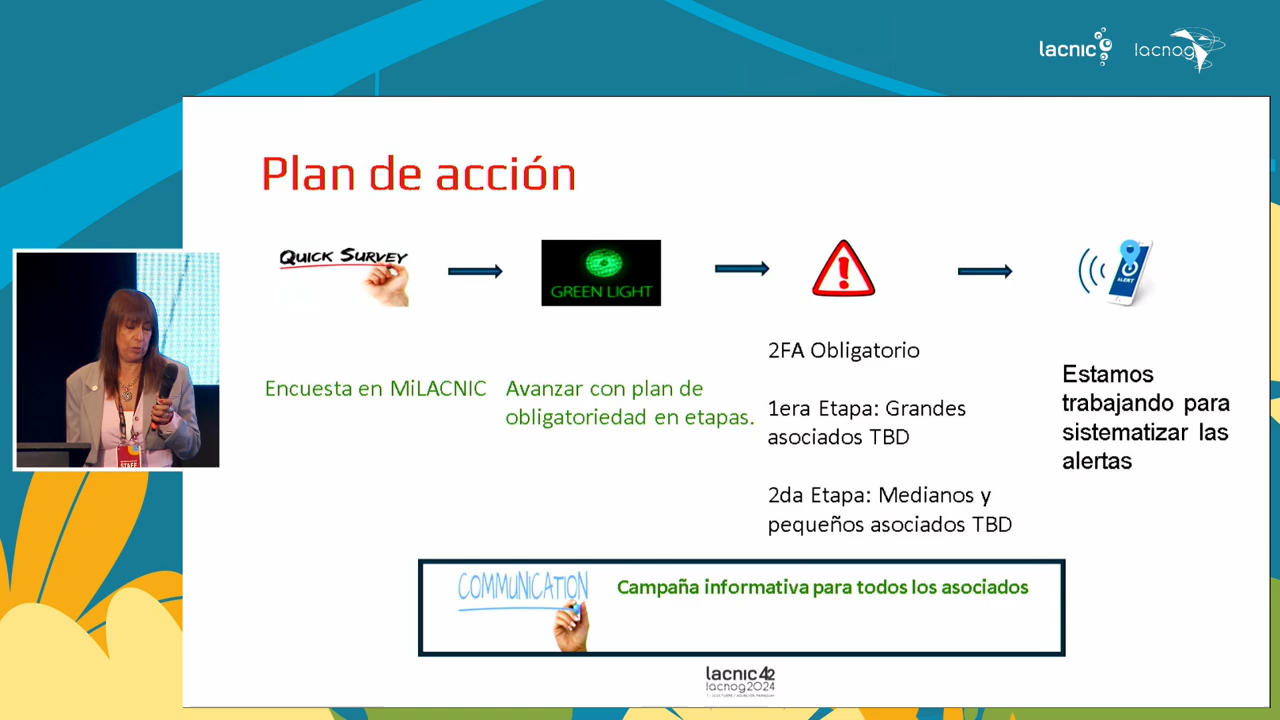 lacnic
lacnog
Plan de acción
QUICK SURVEY
GREEN LIGHT
ALERT
Encuesta en MiLACNIC
Avanzar con plan de
obligatoriedad en etapas.
2FA Obligatorio
1era Etapa: Grandes
asociados TBD
2da Etapa: Medianos y
pequeños asociados TBD
Estamos
trabajando para
sistematizar las
alertas
STAFF
COMMUNICATION
Campaña informativa para todos los asociados
lacnic42
lacnog2024